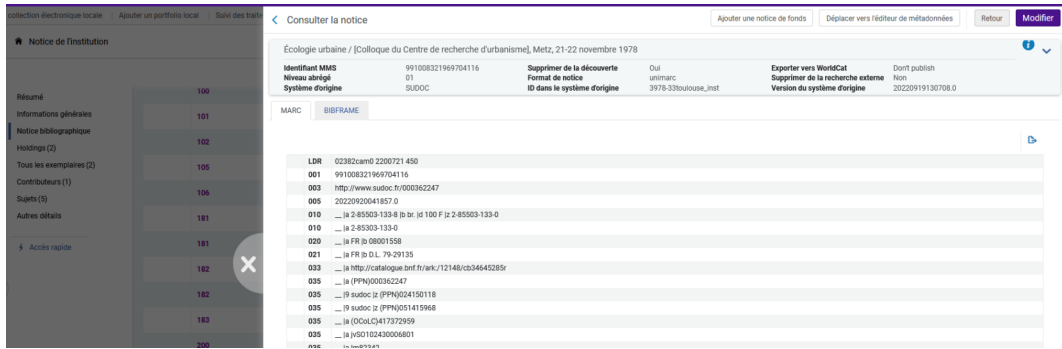 collection électronique locale | Ajouter un portfolio local | Suivi des traite
Notice de l'institution
Résumé
Informations générales
Notice bibliographique
Holdings (2)
Tous les exemplaires (2)
Contributeurs (1)
Sujets (5)
Autres détails
Accès rapide
100
101
102
105
106
181
181
182
182
183
200
Consulter la notice
Ajouter une notice de fonds
Déplacer vers l'éditeur de métadonnées
Retour
Modifier
Écologie urbaine / [Colloque du Centre de recherche d'urbanisme], Metz, 21-22 novembre 1978
Identifiant MMS 991008321969704116 Supprimer de la découverte Oui Exporter vers WorldCat Don't publish
Niveau abrégé 01 Format de notice unimarc Supprimer de la recherche externe Non
Système d'origine SUDOC ID dans le système d'origine 3978-33toulouse_inst Version du système d'origine 20220919130708.0
MARC BIBFRAME
LDR 02382cam0 2200721 450
001 991008321969704116
003 http://www.sudoc.fr/000362247
005 20220920041857.0
010 __ |a 2-85503-133-8 |b br. |d 100 F |z 2-85503-133-0
010 __ |a 2-85503-133-0
020 __ |a FR |b 08001558
021 __ |a FR |b D.L. 79-29135
033 __ |a http://catalogue.bnf.fr/ark:/12148/cb34645285r
035 __ |a (PPN)000362247
035 __ |9 sudoc |z (PPN)024150118
035 __ |9 sudoc |z (PPN)051415968
035 __ |a (OCoLC)417372959
035 __ |a jvSO102430006801
035 __ |a lm82342